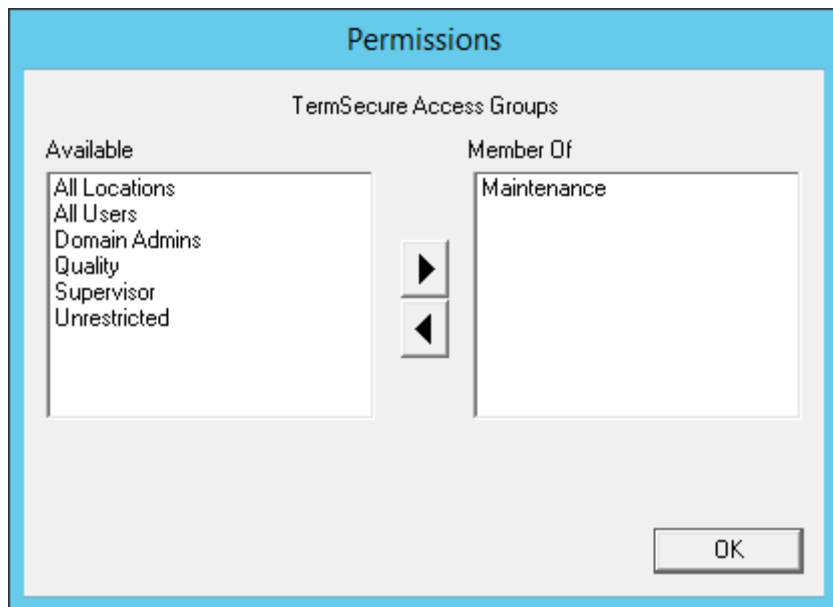 Permissions
TermSecure Access Groups
Available
Member Of
All Locations
All Users
Domain Admins
Quality
Supervisor
Unrestricted
Maintenance
OK